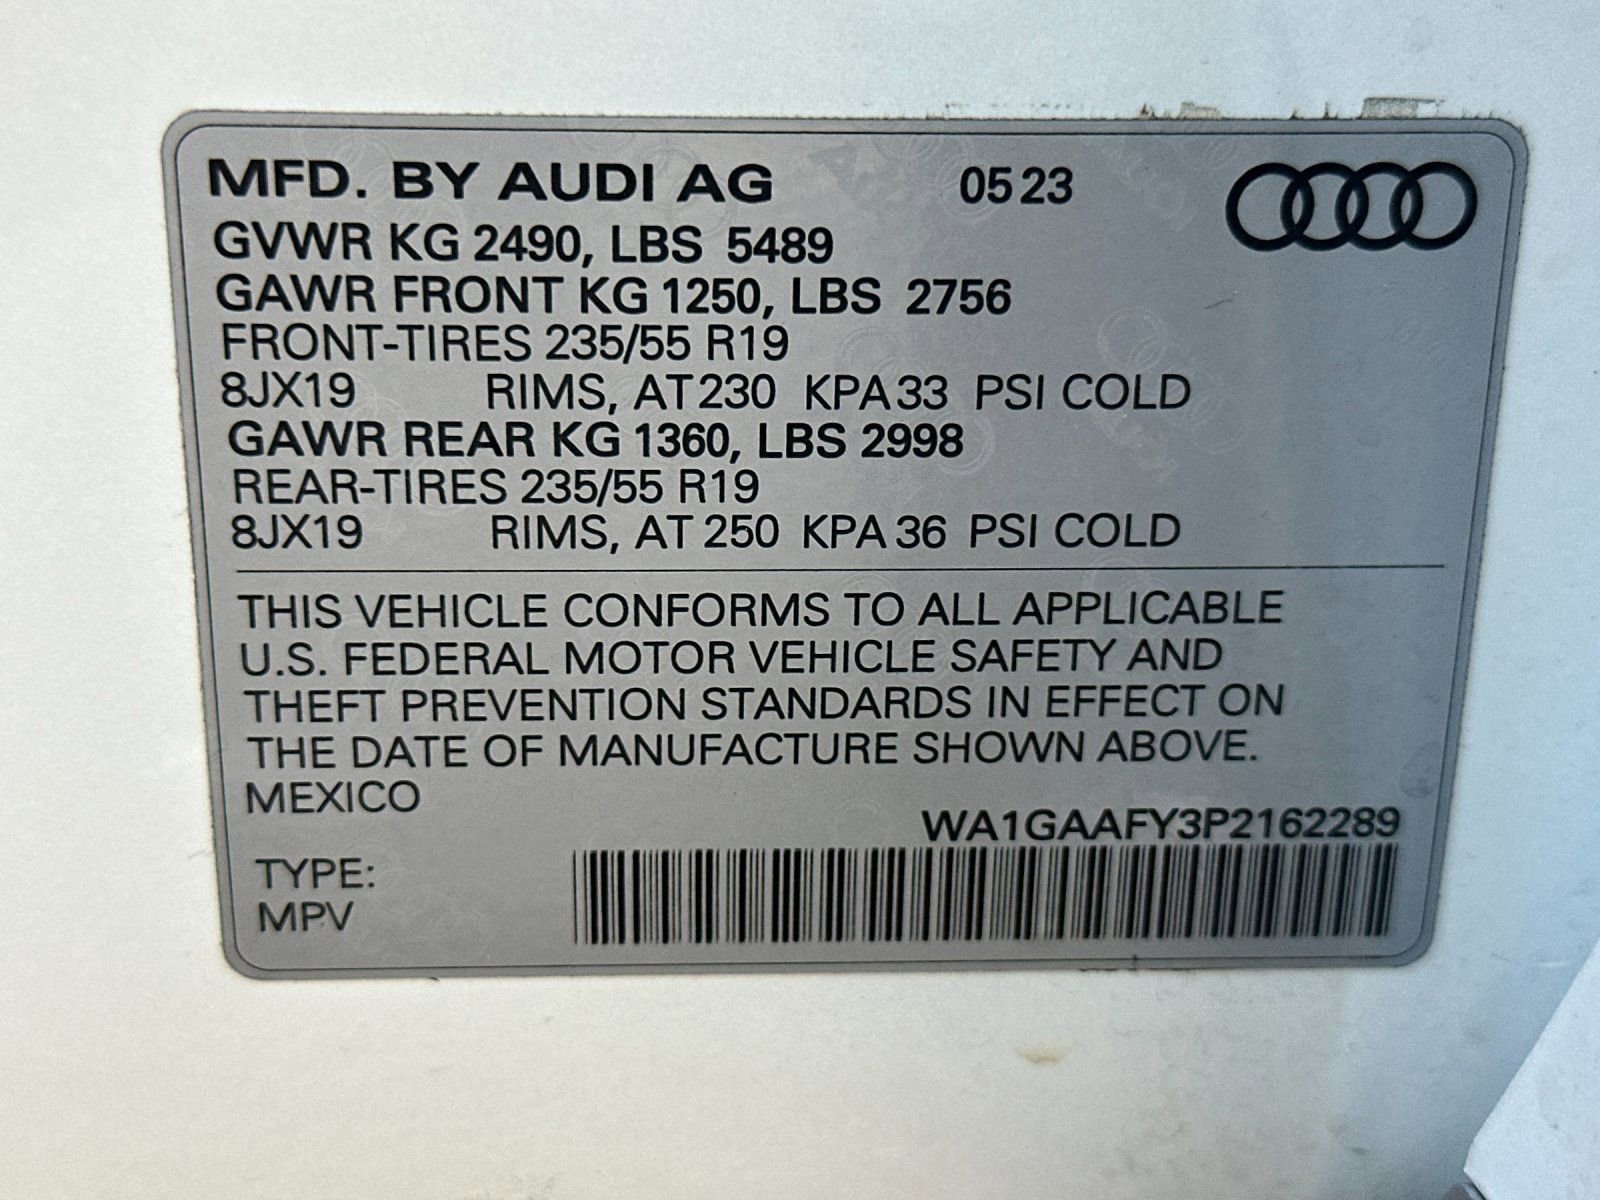 MFD. BY AUDI AG 05 23
GVWR KG 2490, LBS 5489
GAWR FRONT KG 1250, LBS 2756
FRONT-TIRES 235/55 R19
8JX19 RIMS, AT 230 KPA 33 PSI COLD
GAWR REAR KG 1360, LBS 2998
REAR-TIRES 235/55 R19
8JX19 RIMS, AT 250 KPA 36 PSI COLD
THIS VEHICLE CONFORMS TO ALL APPLICABLE
U.S. FEDERAL MOTOR VEHICLE SAFETY AND
THEFT PREVENTION STANDARDS IN EFFECT ON
THE DATE OF MANUFACTURE SHOWN ABOVE.
MEXICO
WA1GAAFY3P2162289
TYPE:
MPV